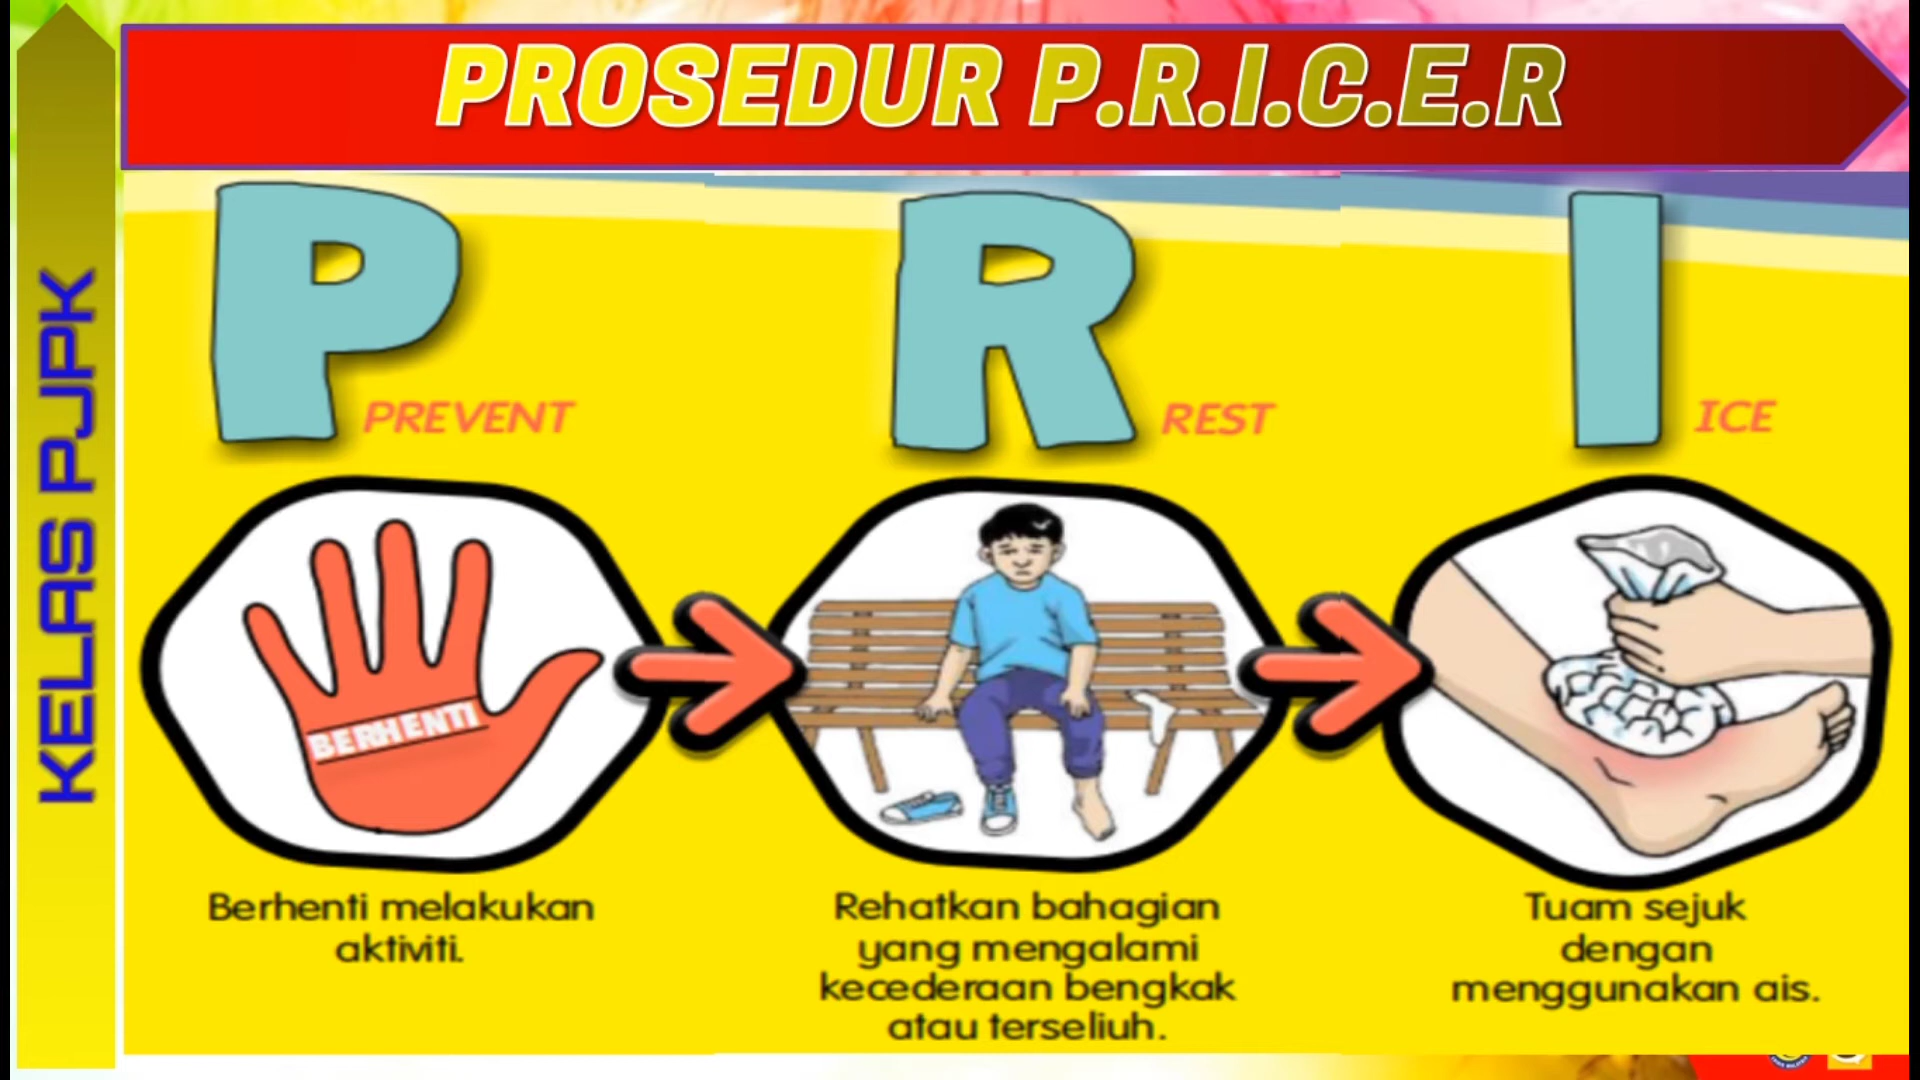 PROSEDUR P.R.I.C.E.R
KELAS PJPK
P
PREVENT
R
REST
I
ICE
BERHENTI
Berhenti melakukan
aktiviti.
Rehatkan bahagian
yang mengalami
kecederaan bengkak
atau terseliuh.
Tuam sejuk
dengan
menggunakan ais.